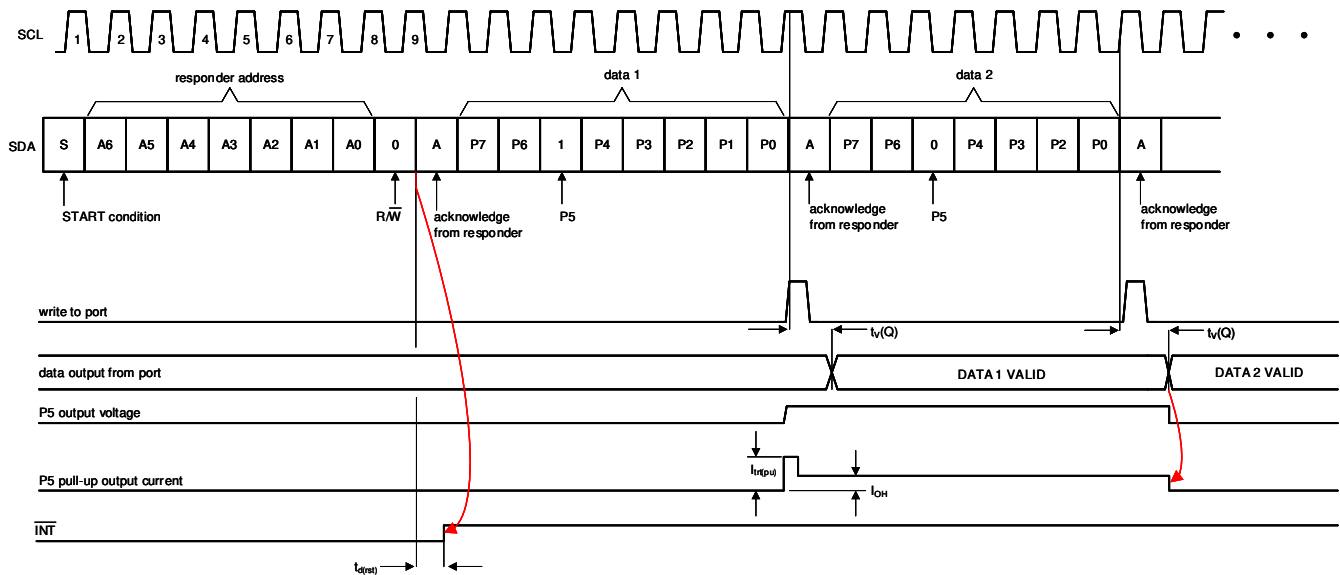 SCL 1 2 3 4 5 6 7 8 9
responder address data 1 data 2
SDA S A6 A5 A4 A3 A2 A1 A0 0 A P7 P6 1 P4 P3 P2 P1 P0 A P7 P6 0 P4 P3 P2 P0 A
START condition R/W̅ acknowledge P5 acknowledge P5 acknowledge
from responder from responder from responder
write to port
tv(Q) tv(Q)
data output from port DATA 1 VALID DATA 2 VALID
P5 output voltage
Itrt(pu)
P5 pull-up output current
IOH
I̅N̅T̅
td(rst)